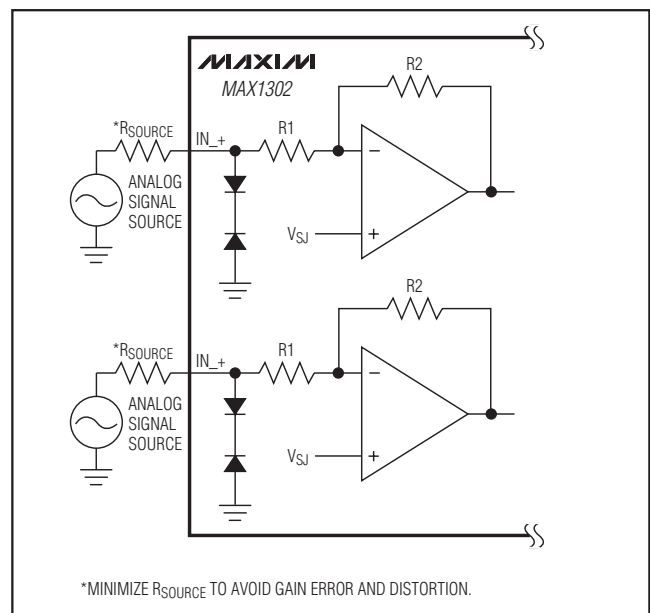 MAXIM
MAX1302
R2
*RSOURCE
IN_+
R1
ANALOG
SIGNAL
SOURCE
−
VSJ
+
R2
*RSOURCE
IN_+
R1
ANALOG
SIGNAL
SOURCE
−
VSJ
+
*MINIMIZE RSOURCE TO AVOID GAIN ERROR AND DISTORTION.